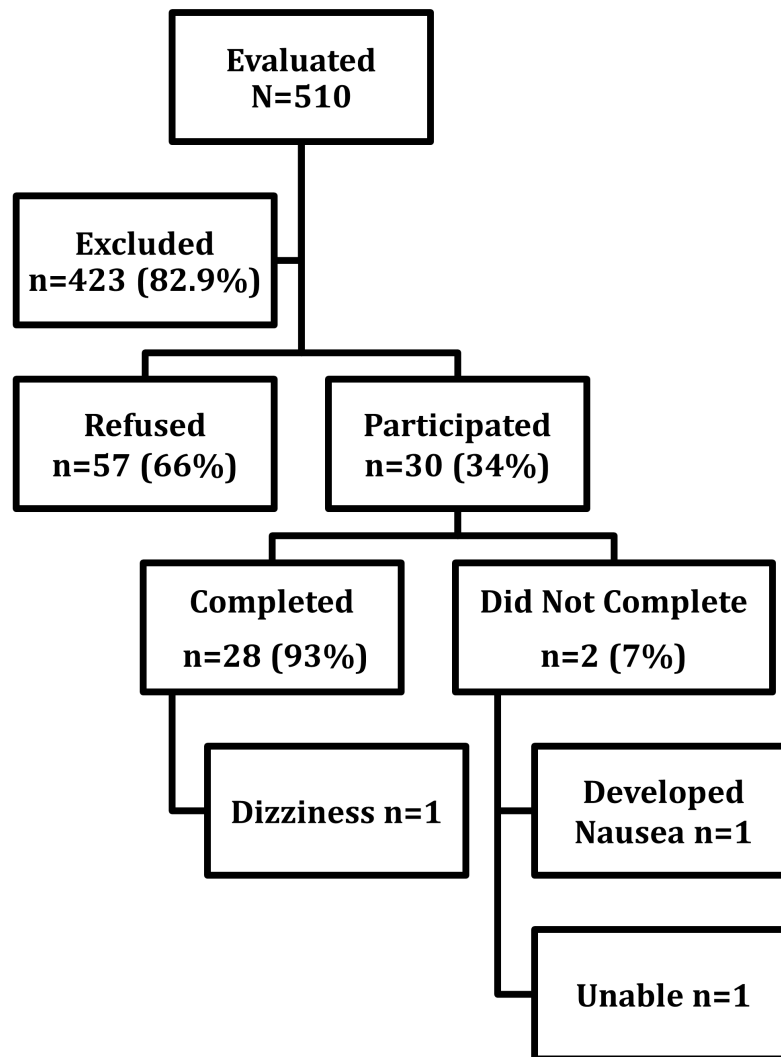 Evaluated
N=510
Excluded
n=423 (82.9%)
Refused
n=57 (66%)
Participated
n=30 (34%)
Completed
n=28 (93%)
Did Not Complete
n=2 (7%)
Dizziness n=1
Developed
Nausea n=1
Unable n=1